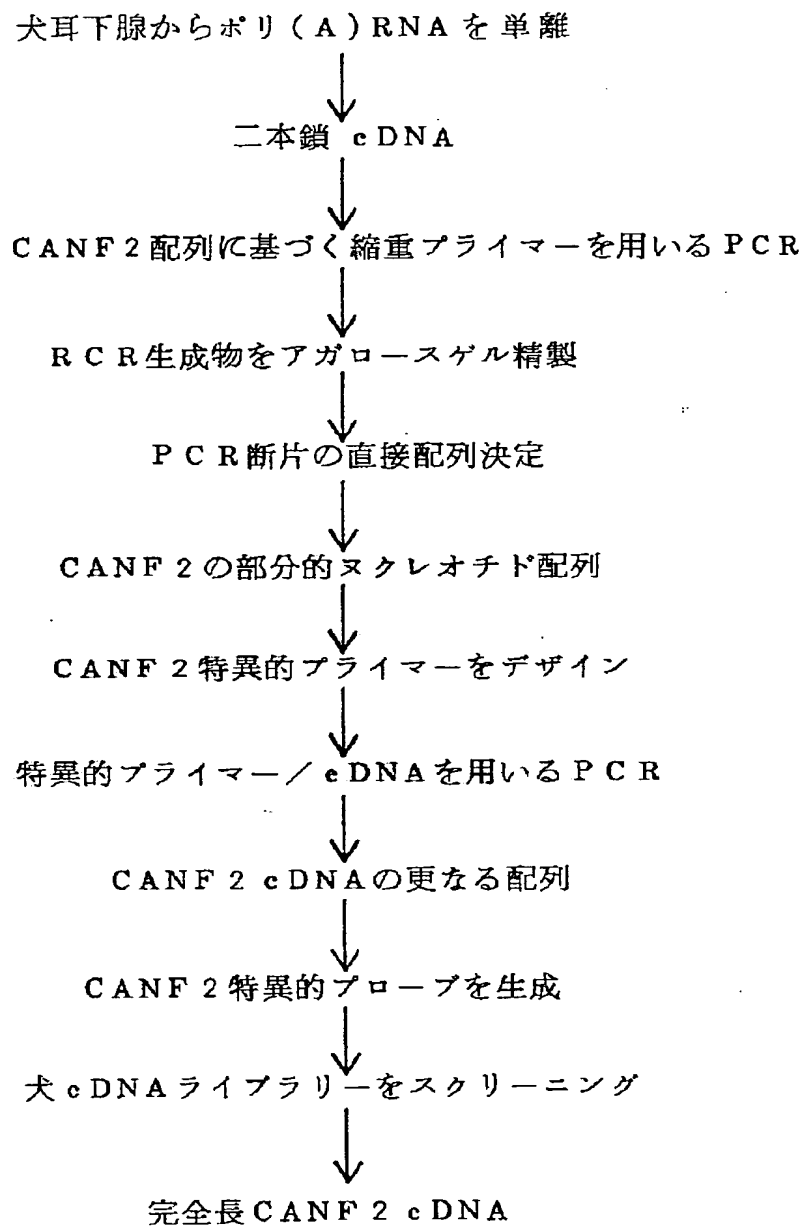 犬耳下腺からポリ(A)RNAを単離
二本鎖 cDNA
CANF2配列に基づく縮重プライマーを用いるPCR
RCR生成物をアガロースゲル精製
PCR断片の直接配列決定
CANF2の部分的ヌクレオチド配列
CANF2特異的プライマーをデザイン
特異的プライマー/cDNAを用いるPCR
CANF2 cDNAの更なる配列
CANF2特異的プローブを生成
犬cDNAライブラリーをスクリーニング
完全長CANF2 cDNA